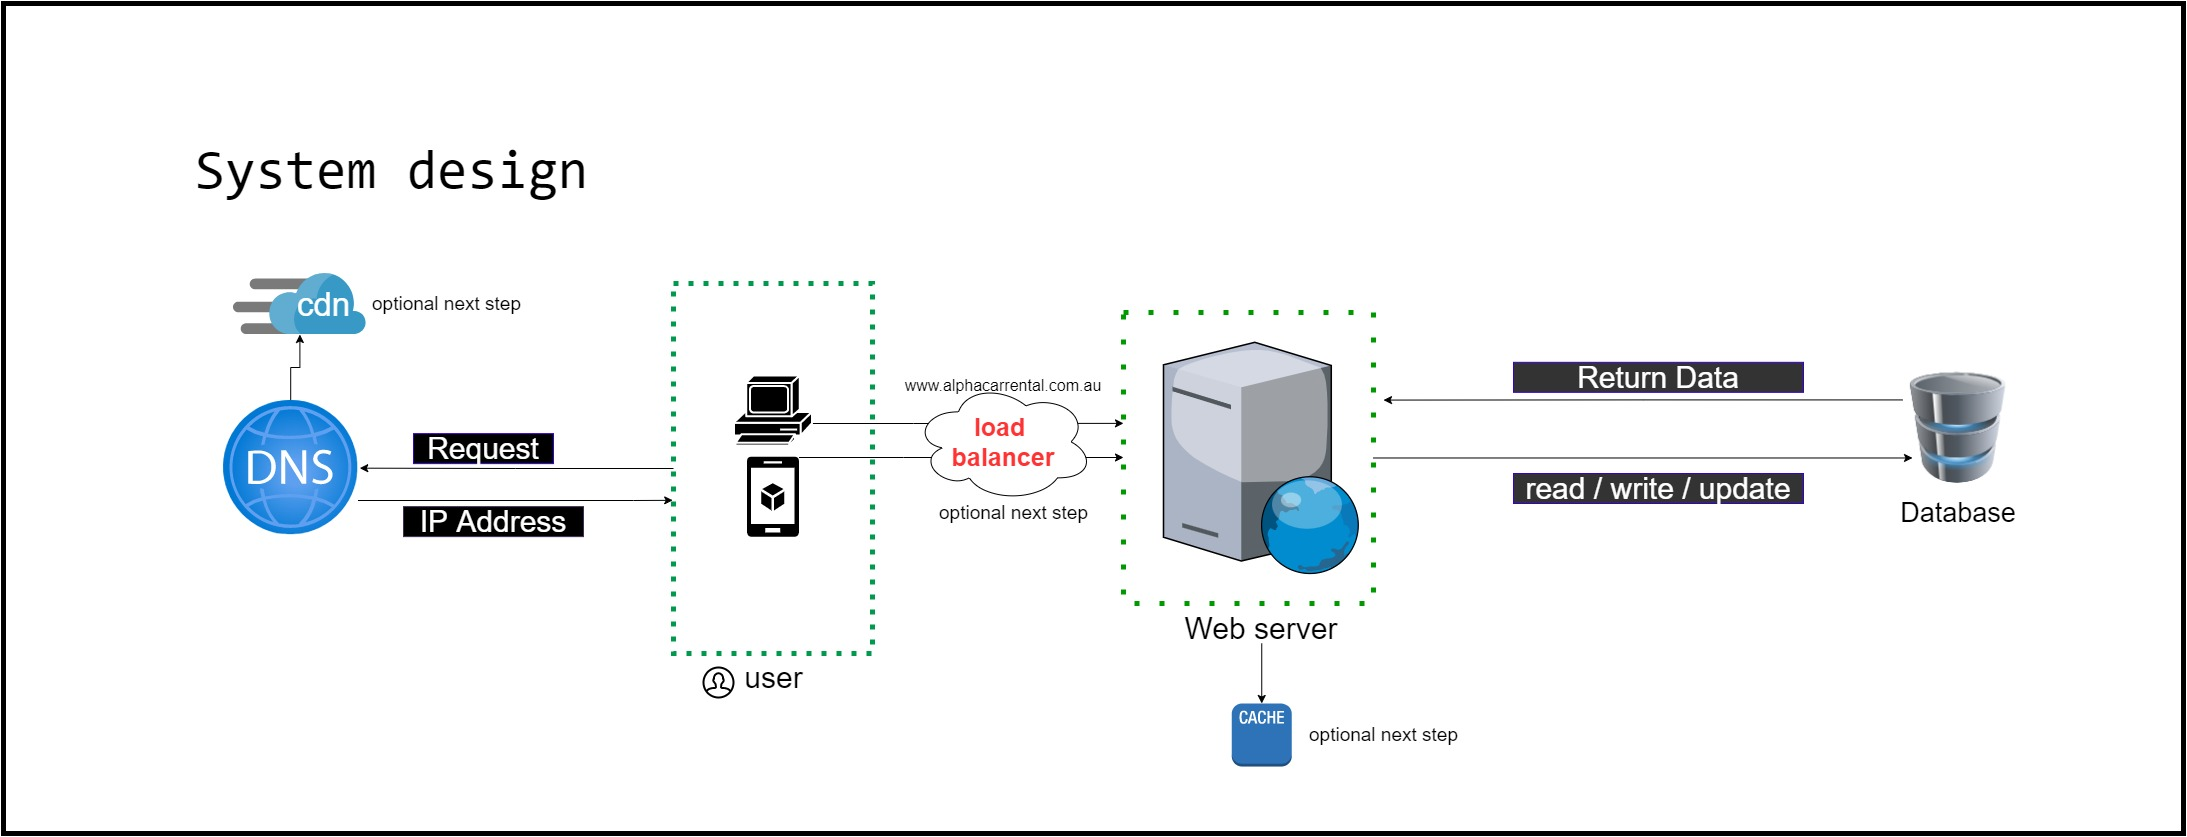 System design
cdn
optional next step
DNS
Request
IP Address
user
www.alphacarrental.com.au
load
balancer
optional next step
Web server
CACHE
optional next step
Return Data
read / write / update
Database